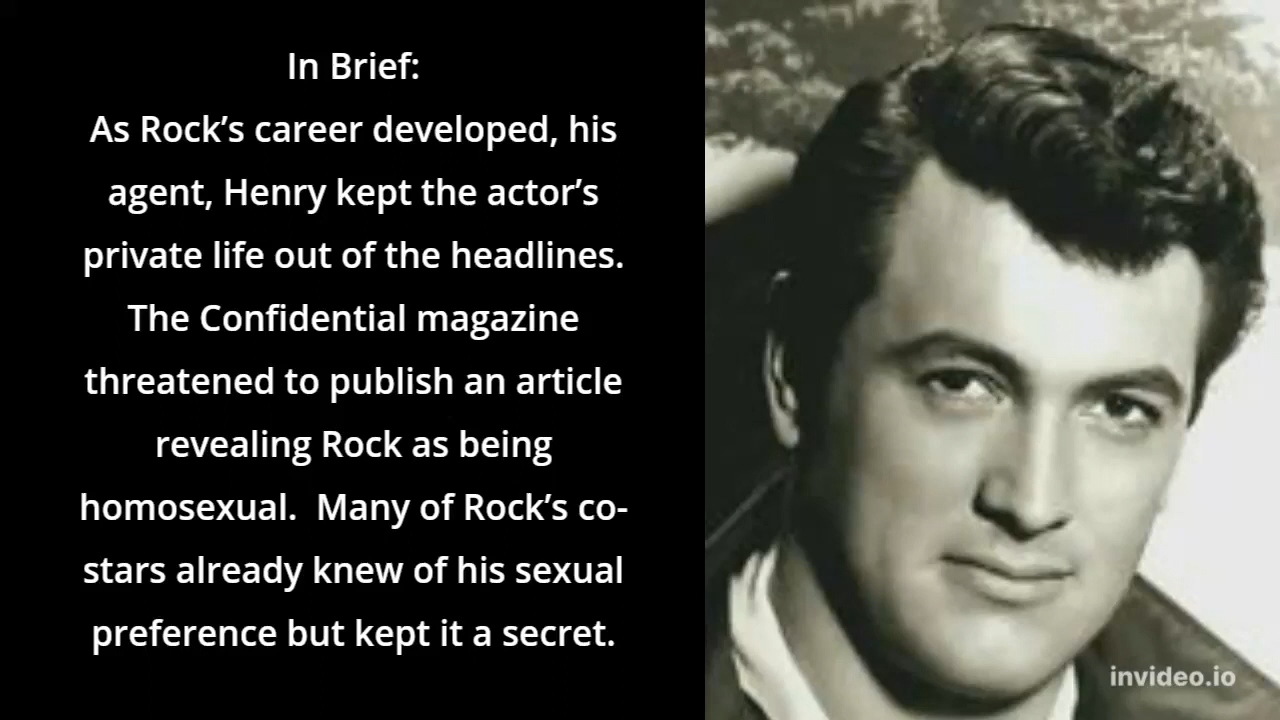 In Brief:
As Rock’s career developed, his
agent, Henry kept the actor’s
private life out of the headlines.
The Confidential magazine
threatened to publish an article
revealing Rock as being
homosexual.  Many of Rock’s co-
stars already knew of his sexual
preference but kept it a secret.
invideo.io